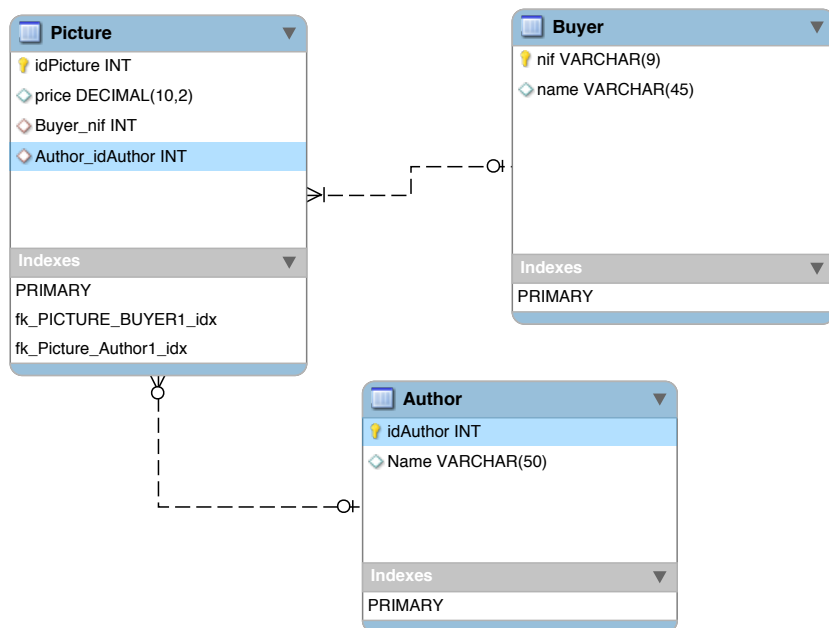 Picture
idPicture INT
price DECIMAL(10,2)
Buyer_nif INT
Author_idAuthor INT
Indexes
PRIMARY
fk_PICTURE_BUYER1_idx
fk_Picture_Author1_idx
Buyer
nif VARCHAR(9)
name VARCHAR(45)
Indexes
PRIMARY
Author
idAuthor INT
Name VARCHAR(50)
Indexes
PRIMARY